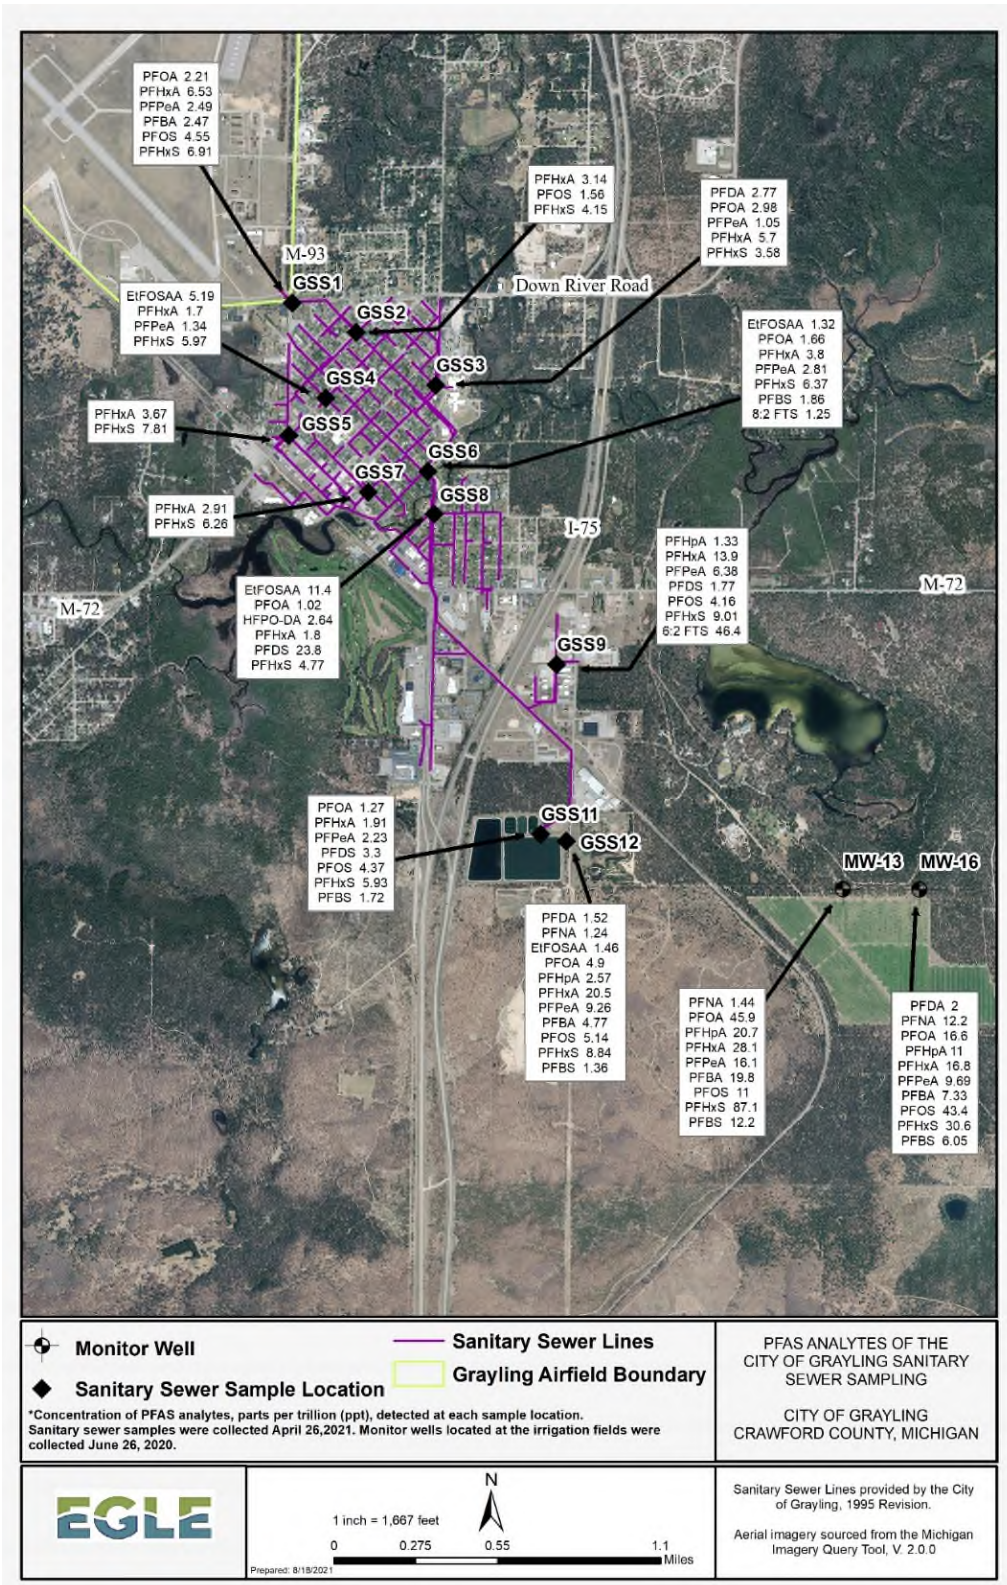 PFOA 2.21
PFHxA 6.53
PFPeA 2.49
PFBA 2.47
PFOS 4.55
PFHxS 6.91
PFHxA 3.14
PFOS 1.56
PFHxS 4.15
PFDA 2.77
PFOA 2.98
PFPeA 1.05
PFHxA 5.7
PFHxS 3.58
M-93
GSS1
Down River Road
EtFOSAA 5.19
PFHxA 1.7
PFPeA 1.34
PFHxS 5.97
GSS2
EtFOSAA 1.32
PFOA 1.66
PFHxA 3.8
PFPeA 2.81
PFHxS 6.37
PFBS 1.86
8:2 FTS 1.25
GSS3
GSS4
PFHxA 3.67
PFHxS 7.81
GSS5
GSS6
GSS7
GSS8
PFHxA 2.91
PFHxS 6.26
I-75
PFHpA 1.33
PFHxA 13.9
PFPeA 6.38
PFDS 1.77
PFOS 4.16
PFHxS 9.01
6:2 FTS 46.4
M-72
M-72
EtFOSAA 11.4
PFOA 1.02
HFPO-DA 2.64
PFHxA 1.8
PFDS 23.8
PFHxS 4.77
GSS9
PFOA 1.27
PFHxA 1.91
PFPeA 2.23
PFDS 3.3
PFOS 4.37
PFHxS 5.93
PFBS 1.72
GSS11
GSS12
MW-13
MW-16
PFDA 1.52
PFNA 1.24
EtFOSAA 1.46
PFOA 4.9
PFHpA 2.57
PFHxA 20.5
PFPeA 9.26
PFBA 4.77
PFOS 5.14
PFHxS 8.84
PFBS 1.36
PFNA 1.44
PFOA 45.9
PFHpA 20.7
PFHxA 28.1
PFPeA 16.1
PFBA 19.8
PFOS 11
PFHxS 87.1
PFBS 12.2
PFDA 2
PFNA 12.2
PFOA 16.6
PFHpA 11
PFHxA 16.8
PFPeA 9.69
PFBA 7.33
PFOS 43.4
PFHxS 30.6
PFBS 6.05
Monitor Well
Sanitary Sewer Sample Location
Sanitary Sewer Lines
Grayling Airfield Boundary
*Concentration of PFAS analytes, parts per trillion (ppt), detected at each sample location.
Sanitary sewer samples were collected April 26,2021. Monitor wells located at the irrigation fields were
collected June 26, 2020.
PFAS ANALYTES OF THE
CITY OF GRAYLING SANITARY
SEWER SAMPLING
CITY OF GRAYLING
CRAWFORD COUNTY, MICHIGAN
EGLE
N
1 inch = 1,667 feet
0 0.275 0.55 1.1
Miles
Prepared: 8/18/2021
Sanitary Sewer Lines provided by the City
of Grayling, 1995 Revision.
Aerial imagery sourced from the Michigan
Imagery Query Tool, V. 2.0.0